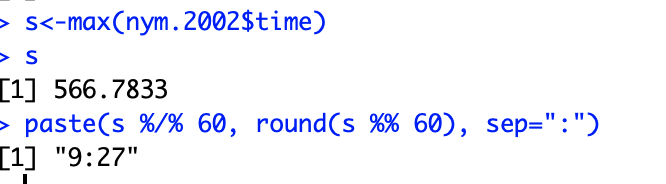 > s<-max(nym.2002$time)
> s
[1] 566.7833
> paste(s %/% 60, round(s %% 60), sep=":")
[1] "9:27"